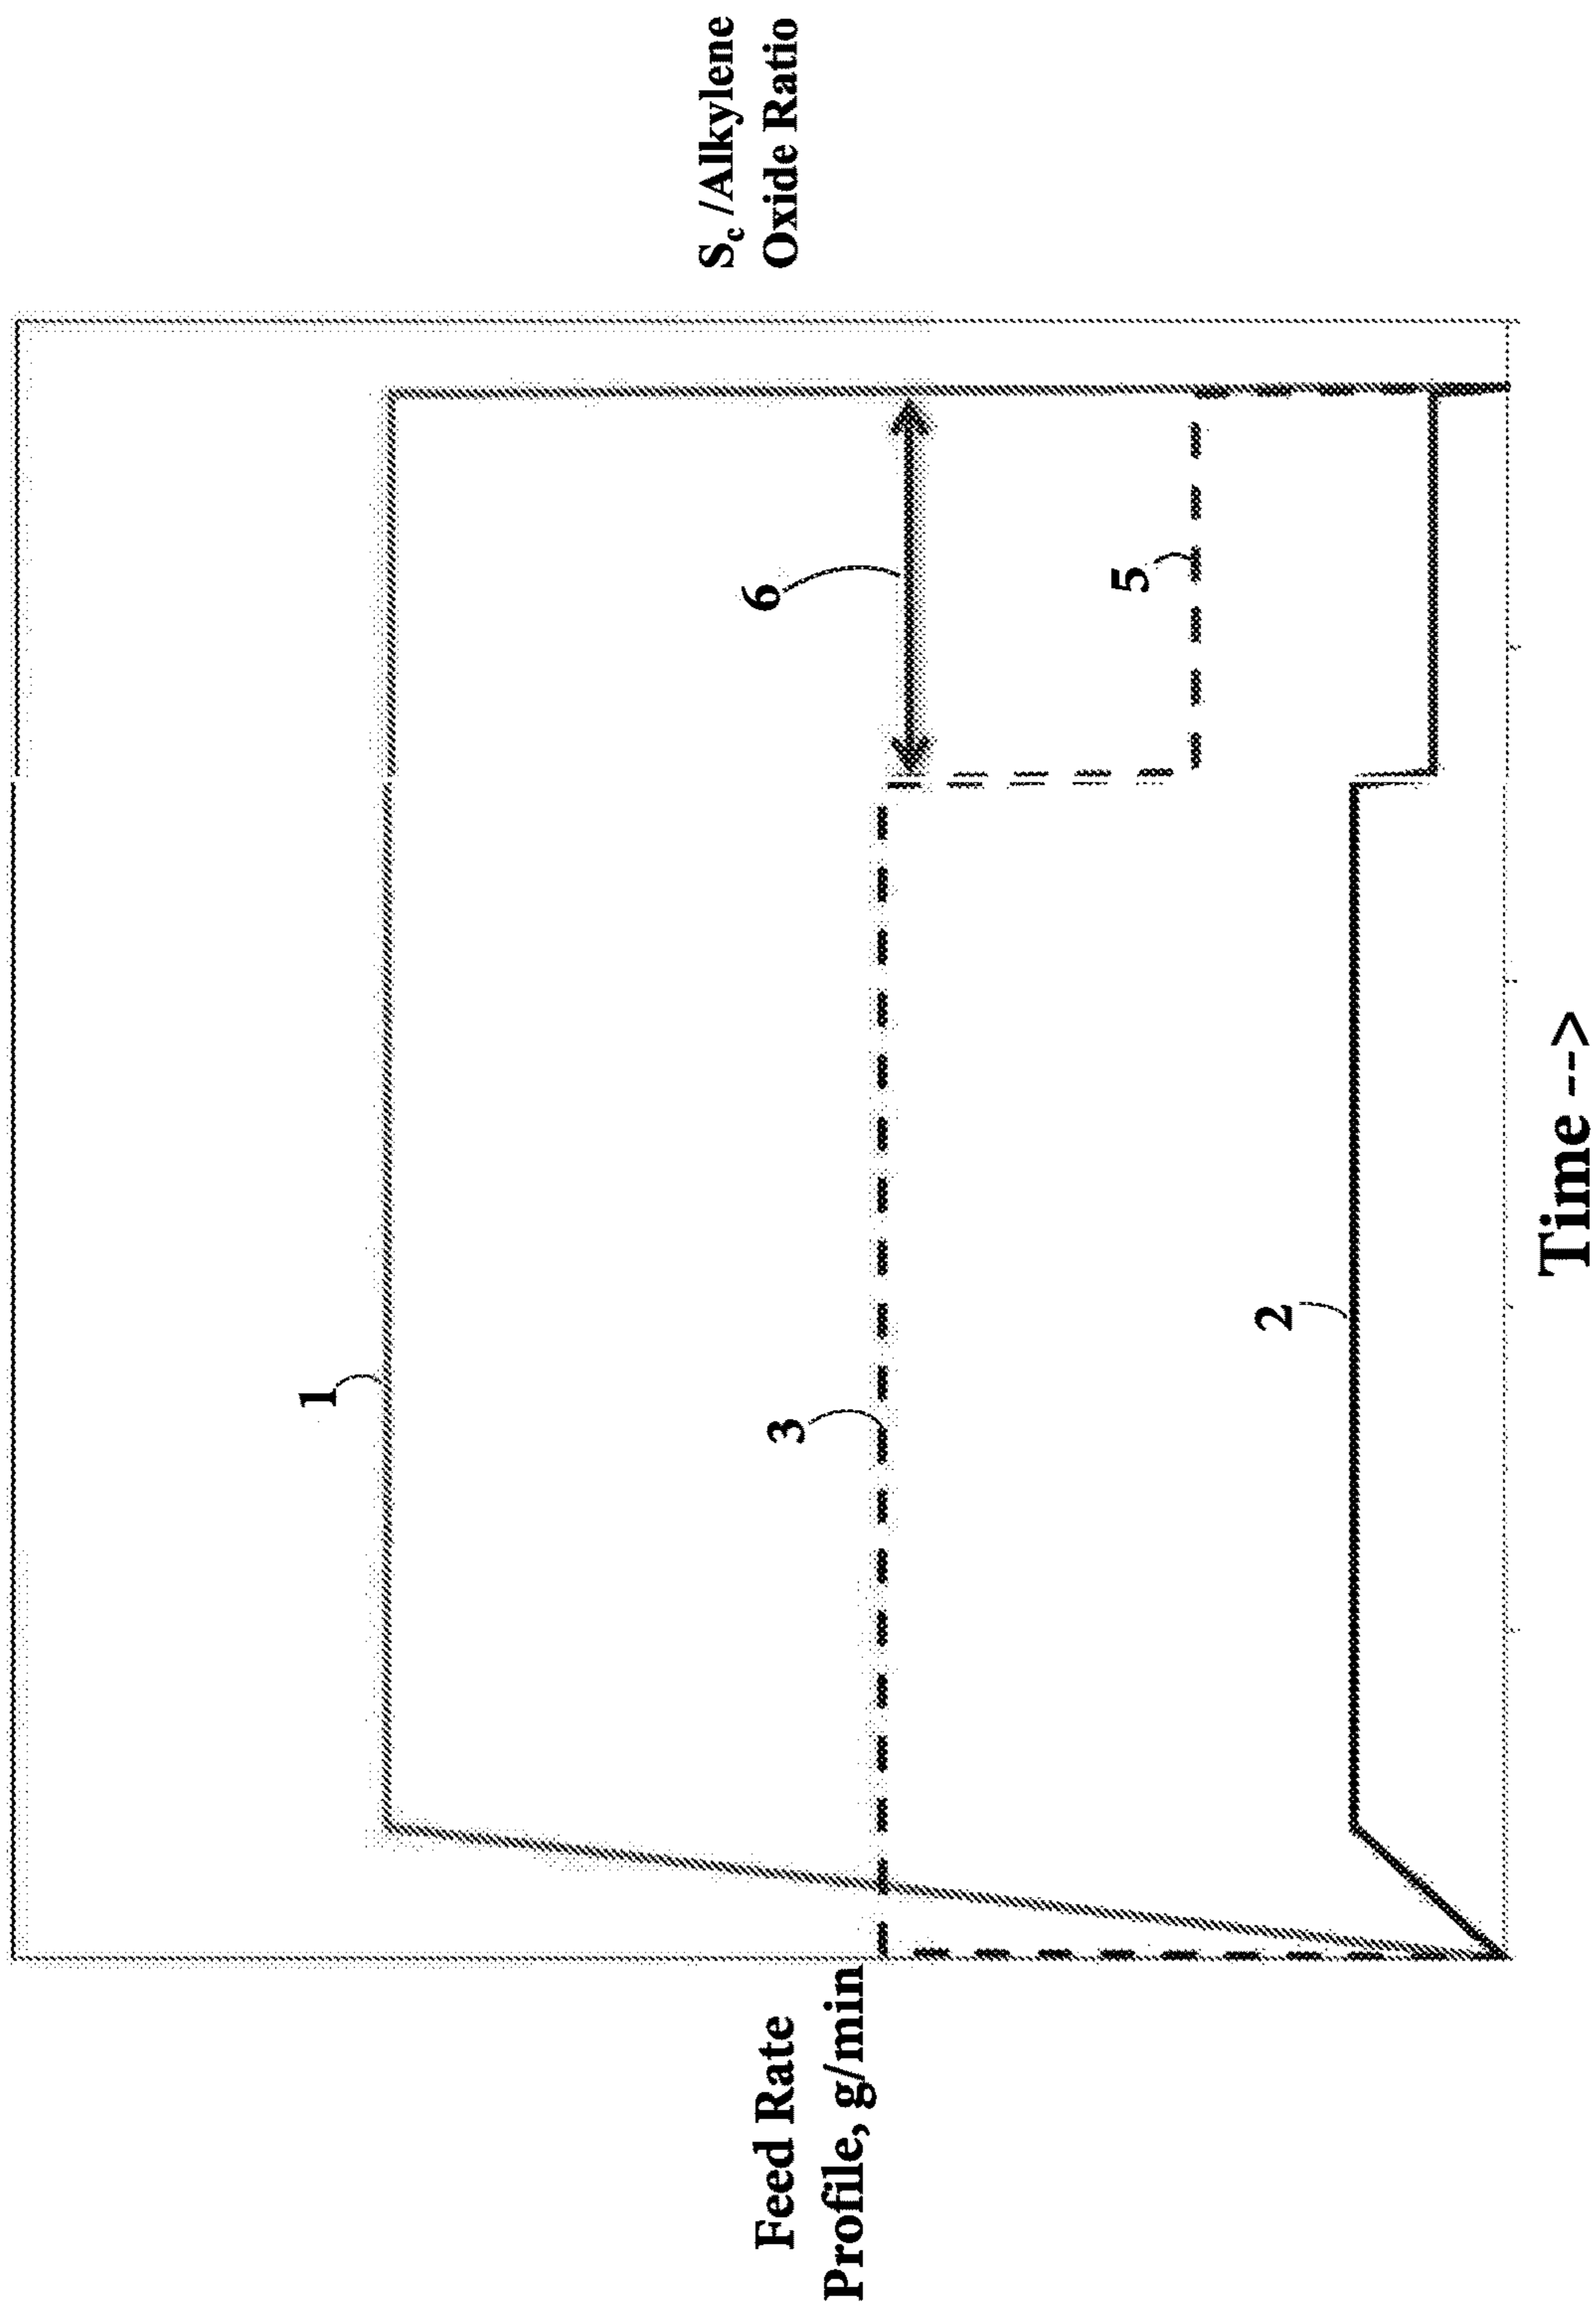 Feed Rate
Profile, g/min
1
3
2
6
5
Sc /Alkylene
Oxide Ratio
Time -->